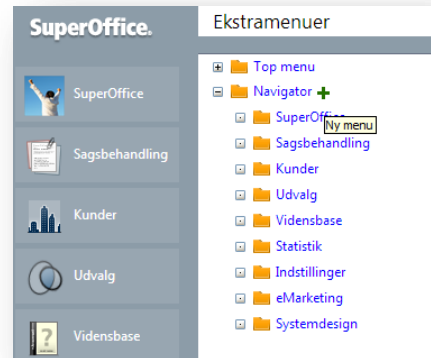 SuperOffice.
SuperOffice
Sagsbehandling
Kunder
Udvalg
Vidensbase
Ekstramenuer
Top menu
Navigator
SuperOffice
Ny menu
Sagsbehandling
Kunder
Udvalg
Vidensbase
Statistik
Indstillinger
eMarketing
Systemdesign